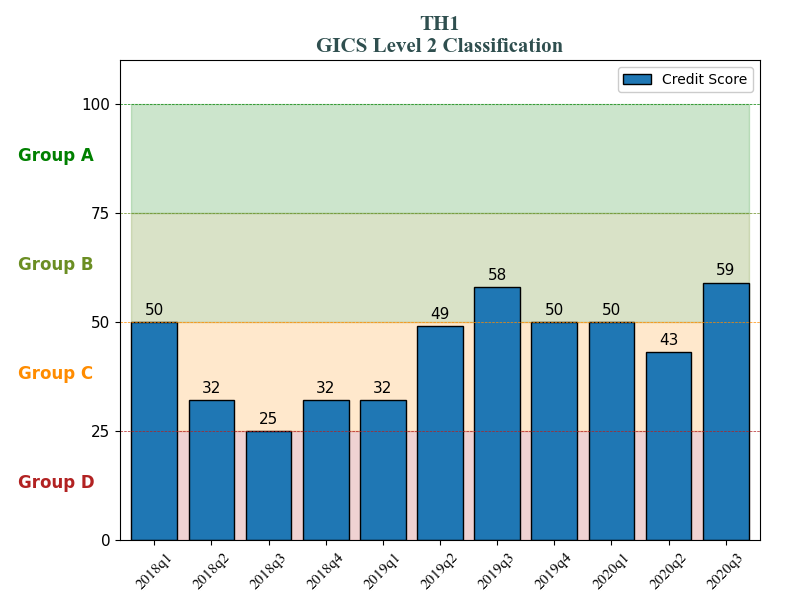 TH1
GICS Level 2 Classification
Credit Score
100
Group A
75
Group B
50
Group C
25
Group D
0
50
32
25
32
32
49
58
50
50
43
59
2018q1
2018q2
2018q3
2018q4
2019q1
2019q2
2019q3
2019q4
2020q1
2020q2
2020q3